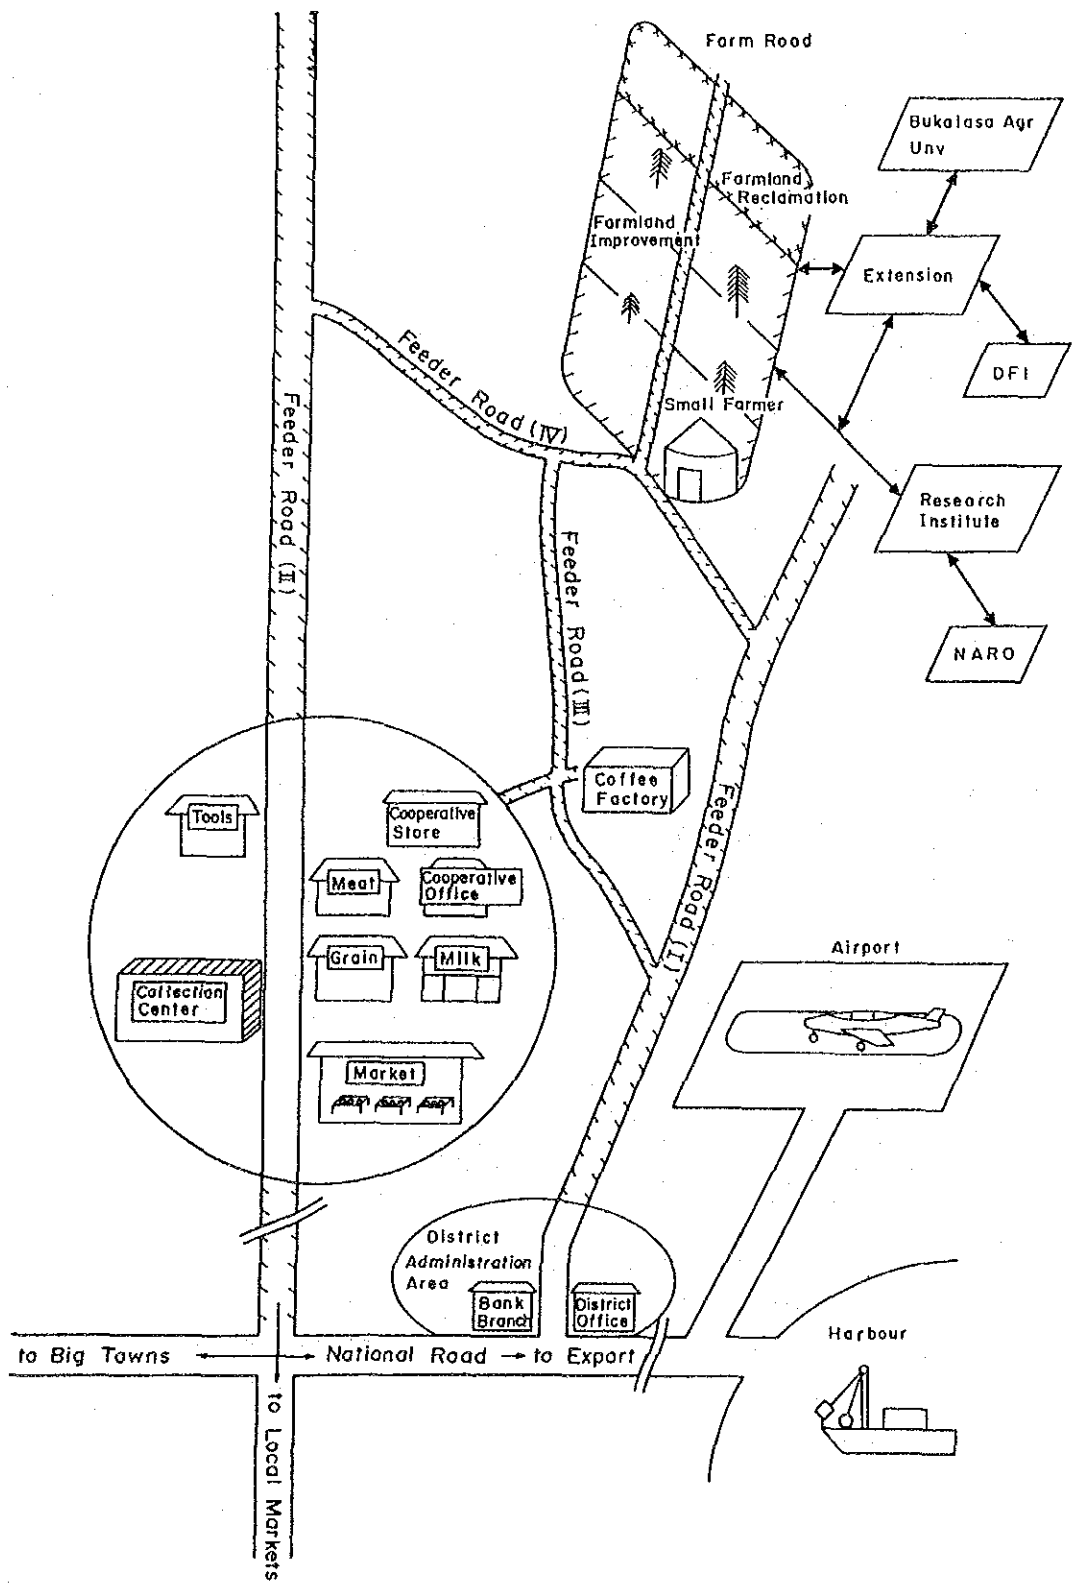 Farm Road
Bukalasa Agr
Unv
Farmland
Reclamation
Farmland
Improvement
Extension
DFI
Small Farmer
Feeder Road (IV)
Feeder Road (II)
Research
Institute
Feeder Road (III)
NARO
Coffee
Factory
Feeder Road (I)
Tools
Cooperative
Store
Meat
Cooperative
Office
Grain
Milk
Collection
Center
Market
Airport
District
Administration
Area
Bank
Branch
District
Office
Harbour
to Big Towns
National Road
to Export
to Local Markets